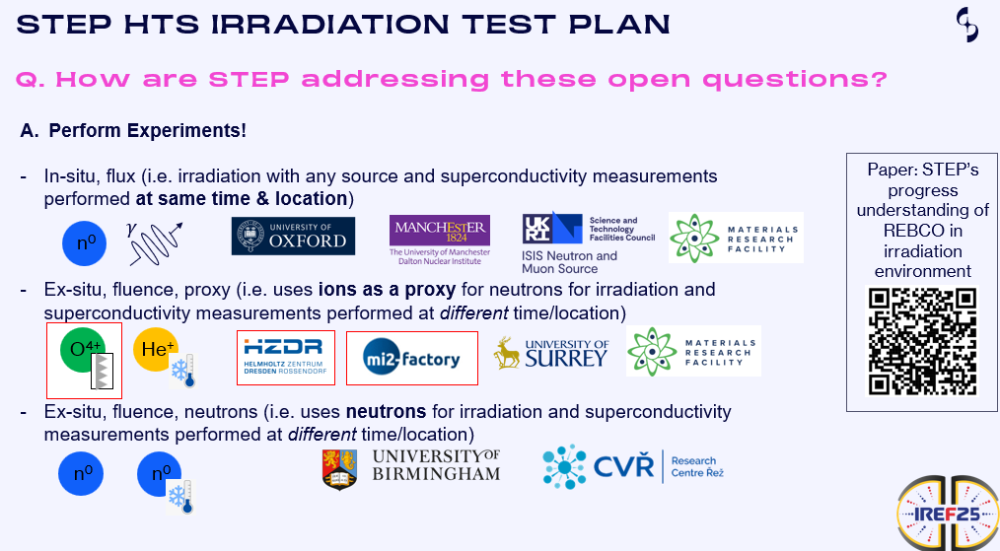 STEP HTS IRRADIATION TEST PLAN
Q. How are STEP addressing these open questions?
A. Perform Experiments!
- In-situ, flux (i.e. irradiation with any source and superconductivity measurements
performed at same time & location)
n⁰
γ
UNIVERSITY OF
OXFORD
MANCHESTER
1824
The University of Manchester
Dalton Nuclear Institute
UK
RI
Science and
Technology
Facilities Council
ISIS Neutron and
Muon Source
MATERIALS
RESEARCH
FACILITY
- Ex-situ, fluence, proxy (i.e. uses ions as a proxy for neutrons for irradiation and
superconductivity measurements performed at different time/location)
O⁴⁺
He⁺
HZDR
HELMHOLTZ ZENTRUM
DRESDEN ROSSENDORF
mi2-factory
UNIVERSITY OF
SURREY
MATERIALS
RESEARCH
FACILITY
- Ex-situ, fluence, neutrons (i.e. uses neutrons for irradiation and superconductivity
measurements performed at different time/location)
n⁰
n⁰
UNIVERSITY OF
BIRMINGHAM
CVŘ
Research
Centre Řež
Paper: STEP's
progress
understanding of
REBCO in
irradiation
environment
IREF25